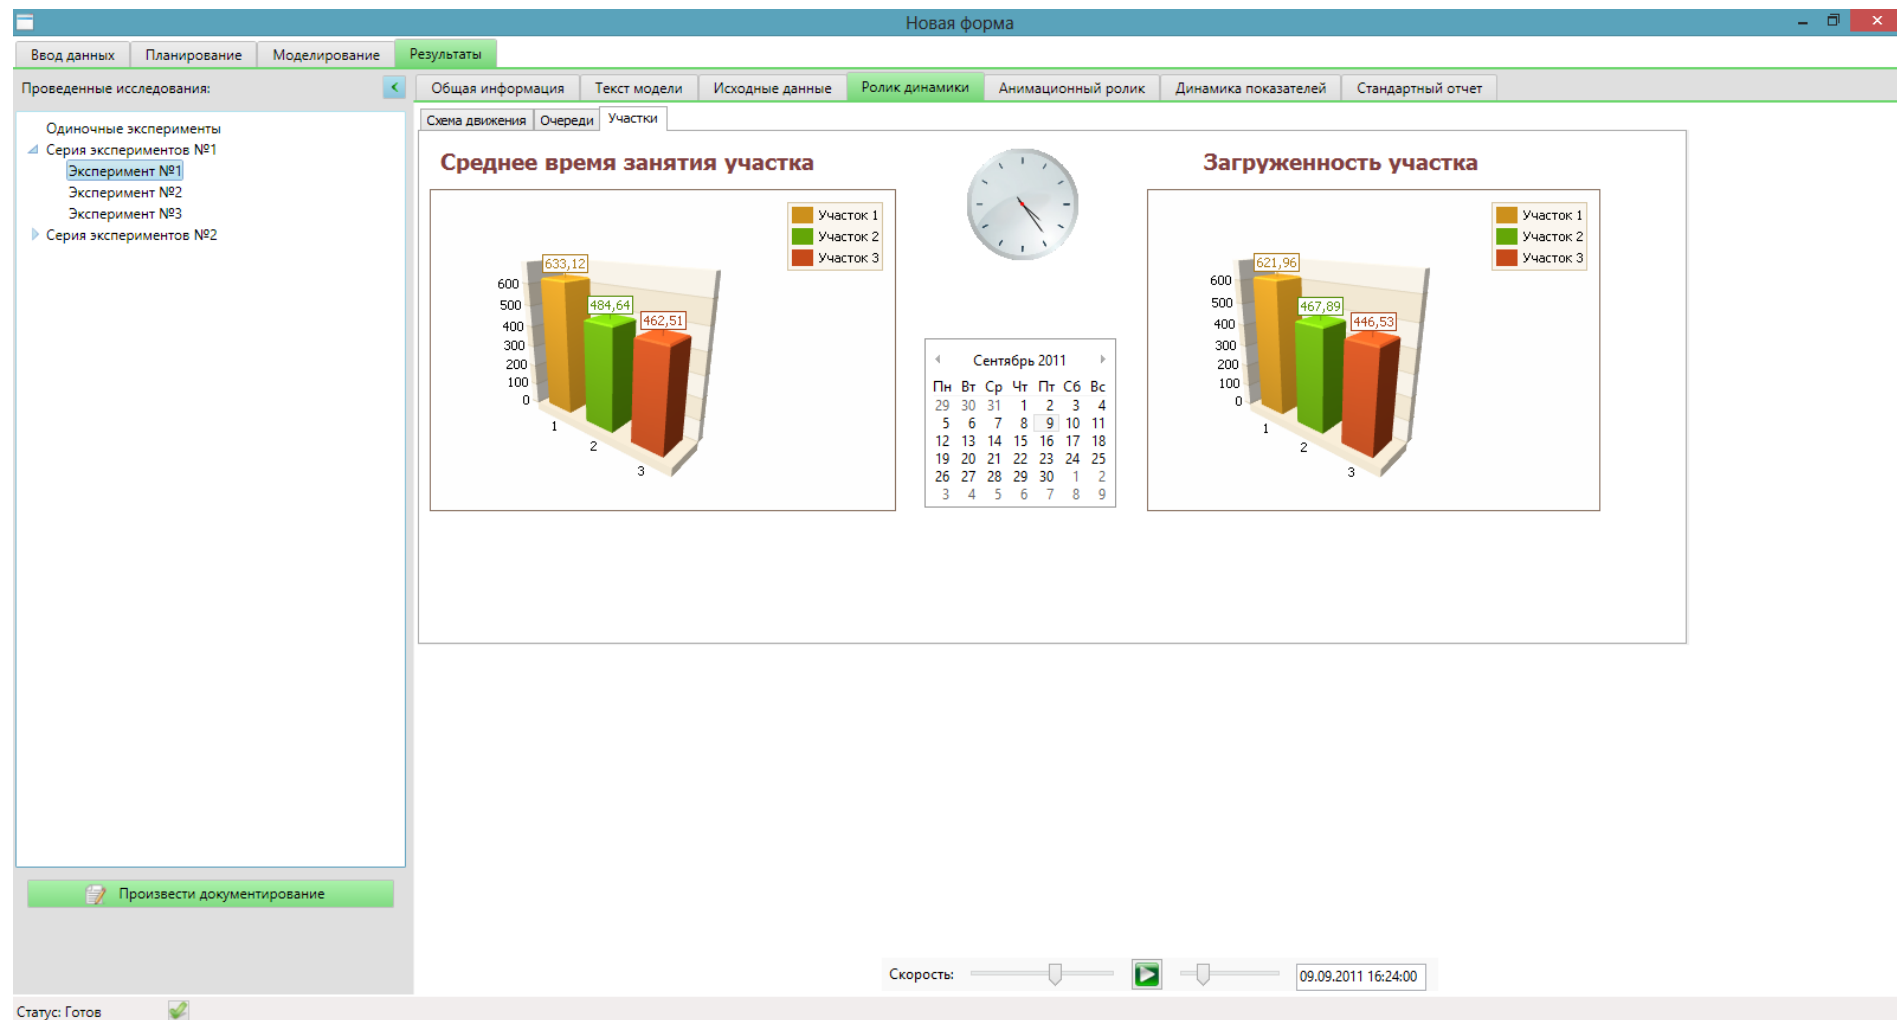 Новая форма
Ввод данных Планирование Моделирование Результаты
Проведенные исследования:
Общая информация Текст модели Исходные данные Ролик динамики Анимационный ролик Динамика показателей Стандартный отчет
Одиночные эксперименты
Серия экспериментов №1
Эксперимент №1
Эксперимент №2
Эксперимент №3
Серия экспериментов №2
Произвести документирование
Схема движения Очереди Участки
Среднее время занятия участка
Участок 1
Участок 2
Участок 3
633,12
484,64
462,51
600
500
400
300
200
100
0
1
2
3
Сентябрь 2011
Пн Вт Ср Чт Пт Сб Вс
29 30 31 1 2 3 4
5 6 7 8 9 10 11
12 13 14 15 16 17 18
19 20 21 22 23 24 25
26 27 28 29 30 1 2
3 4 5 6 7 8 9
Загруженность участка
Участок 1
Участок 2
Участок 3
621,96
467,89
446,53
600
500
400
300
200
100
0
1
2
3
Скорость:
09.09.2011 16:24:00
Статус: Готов